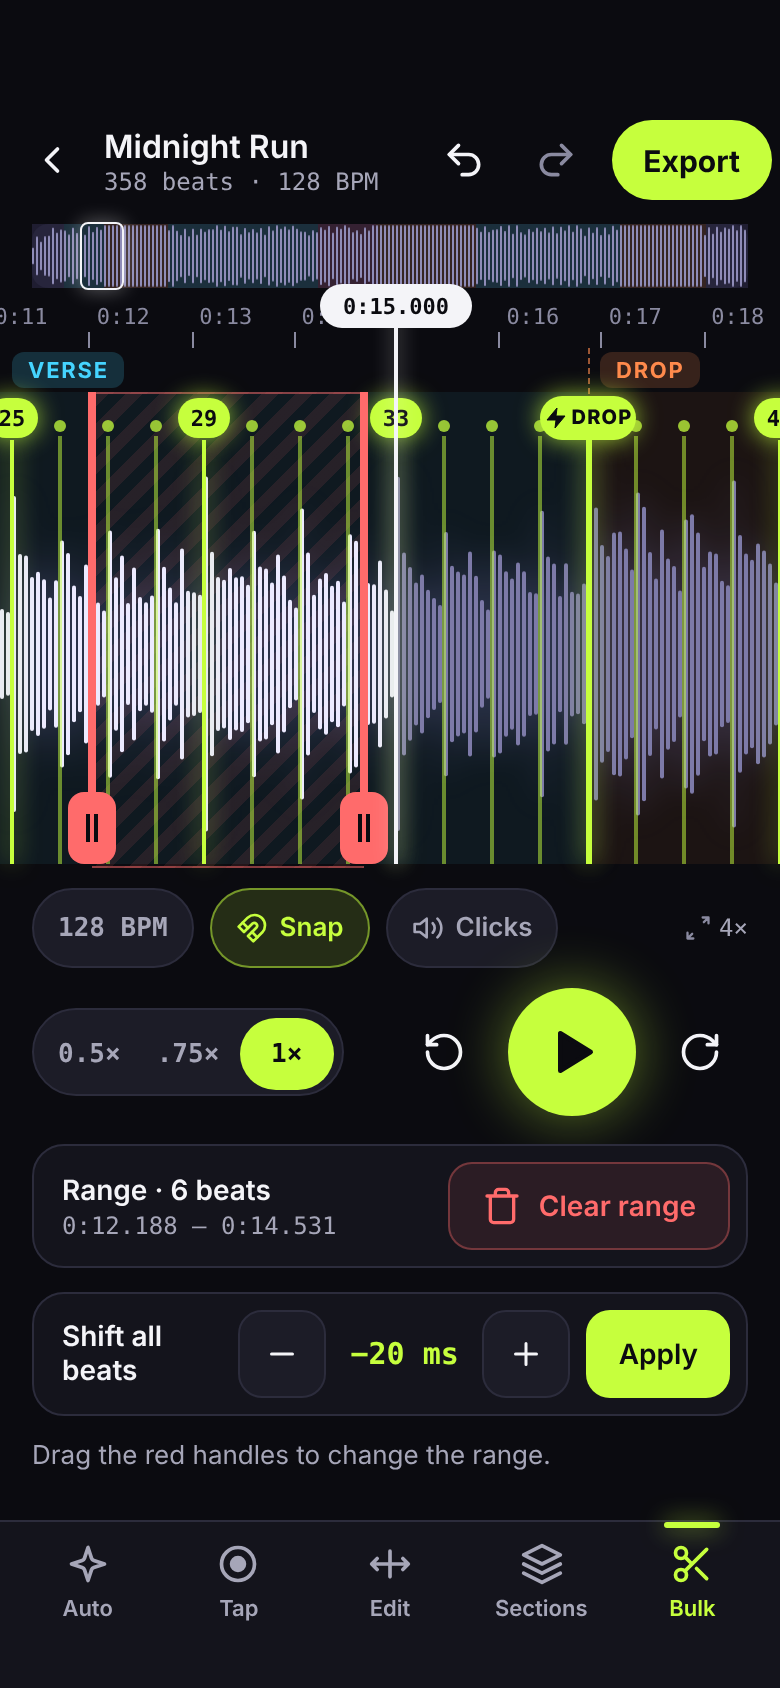 Midnight Run
358 beats · 128 BPM
Export
0:11 0:12 0:13 0:15.000 0:16 0:17 0:18
VERSE DROP
25 29 33 DROP
128 BPM Snap Clicks 4×
0.5× .75× 1×
Range · 6 beats
0:12.188 – 0:14.531
Clear range
Shift all
beats
−20 ms
Apply
Drag the red handles to change the range.
Auto Tap Edit Sections Bulk